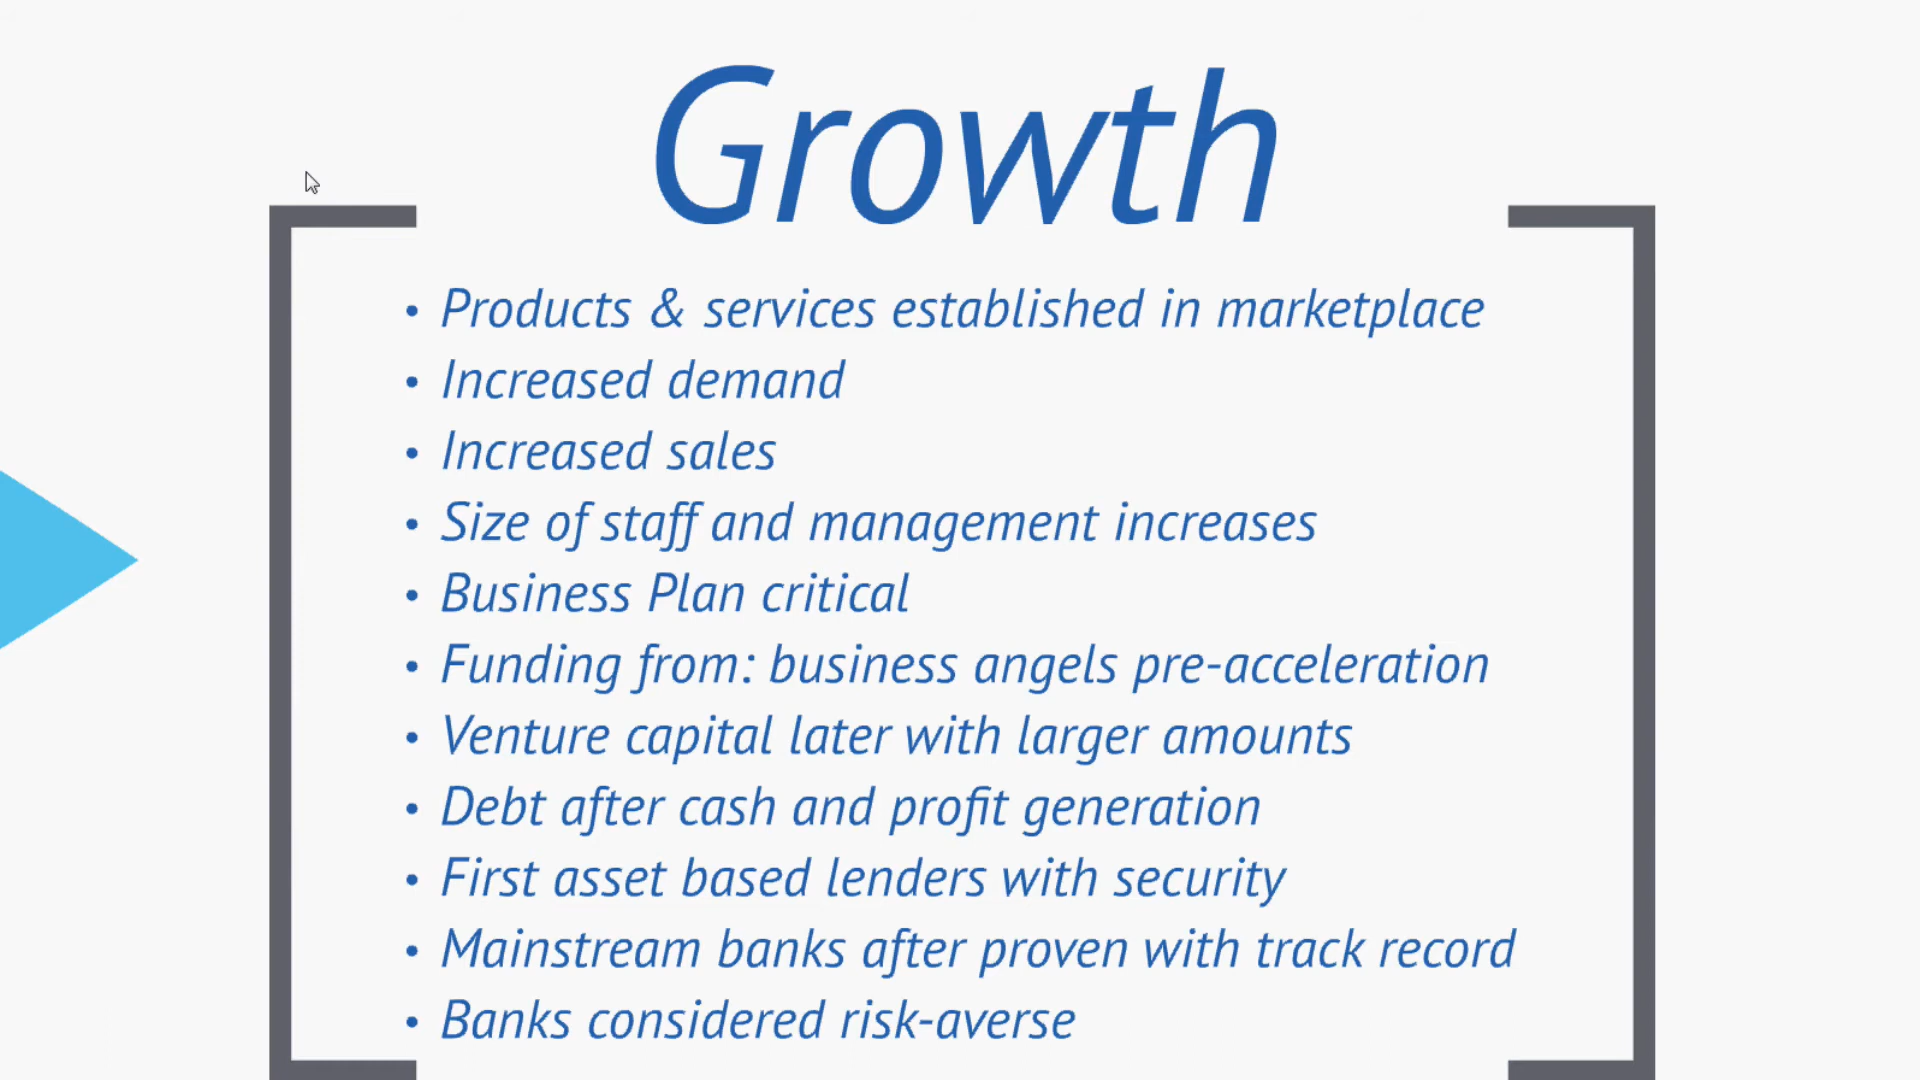 Growth
• Products & services established in marketplace
• Increased demand
• Increased sales
• Size of staff and management increases
• Business Plan critical
• Funding from: business angels pre-acceleration
• Venture capital later with larger amounts
• Debt after cash and profit generation
• First asset based lenders with security
• Mainstream banks after proven with track record
• Banks considered risk-averse